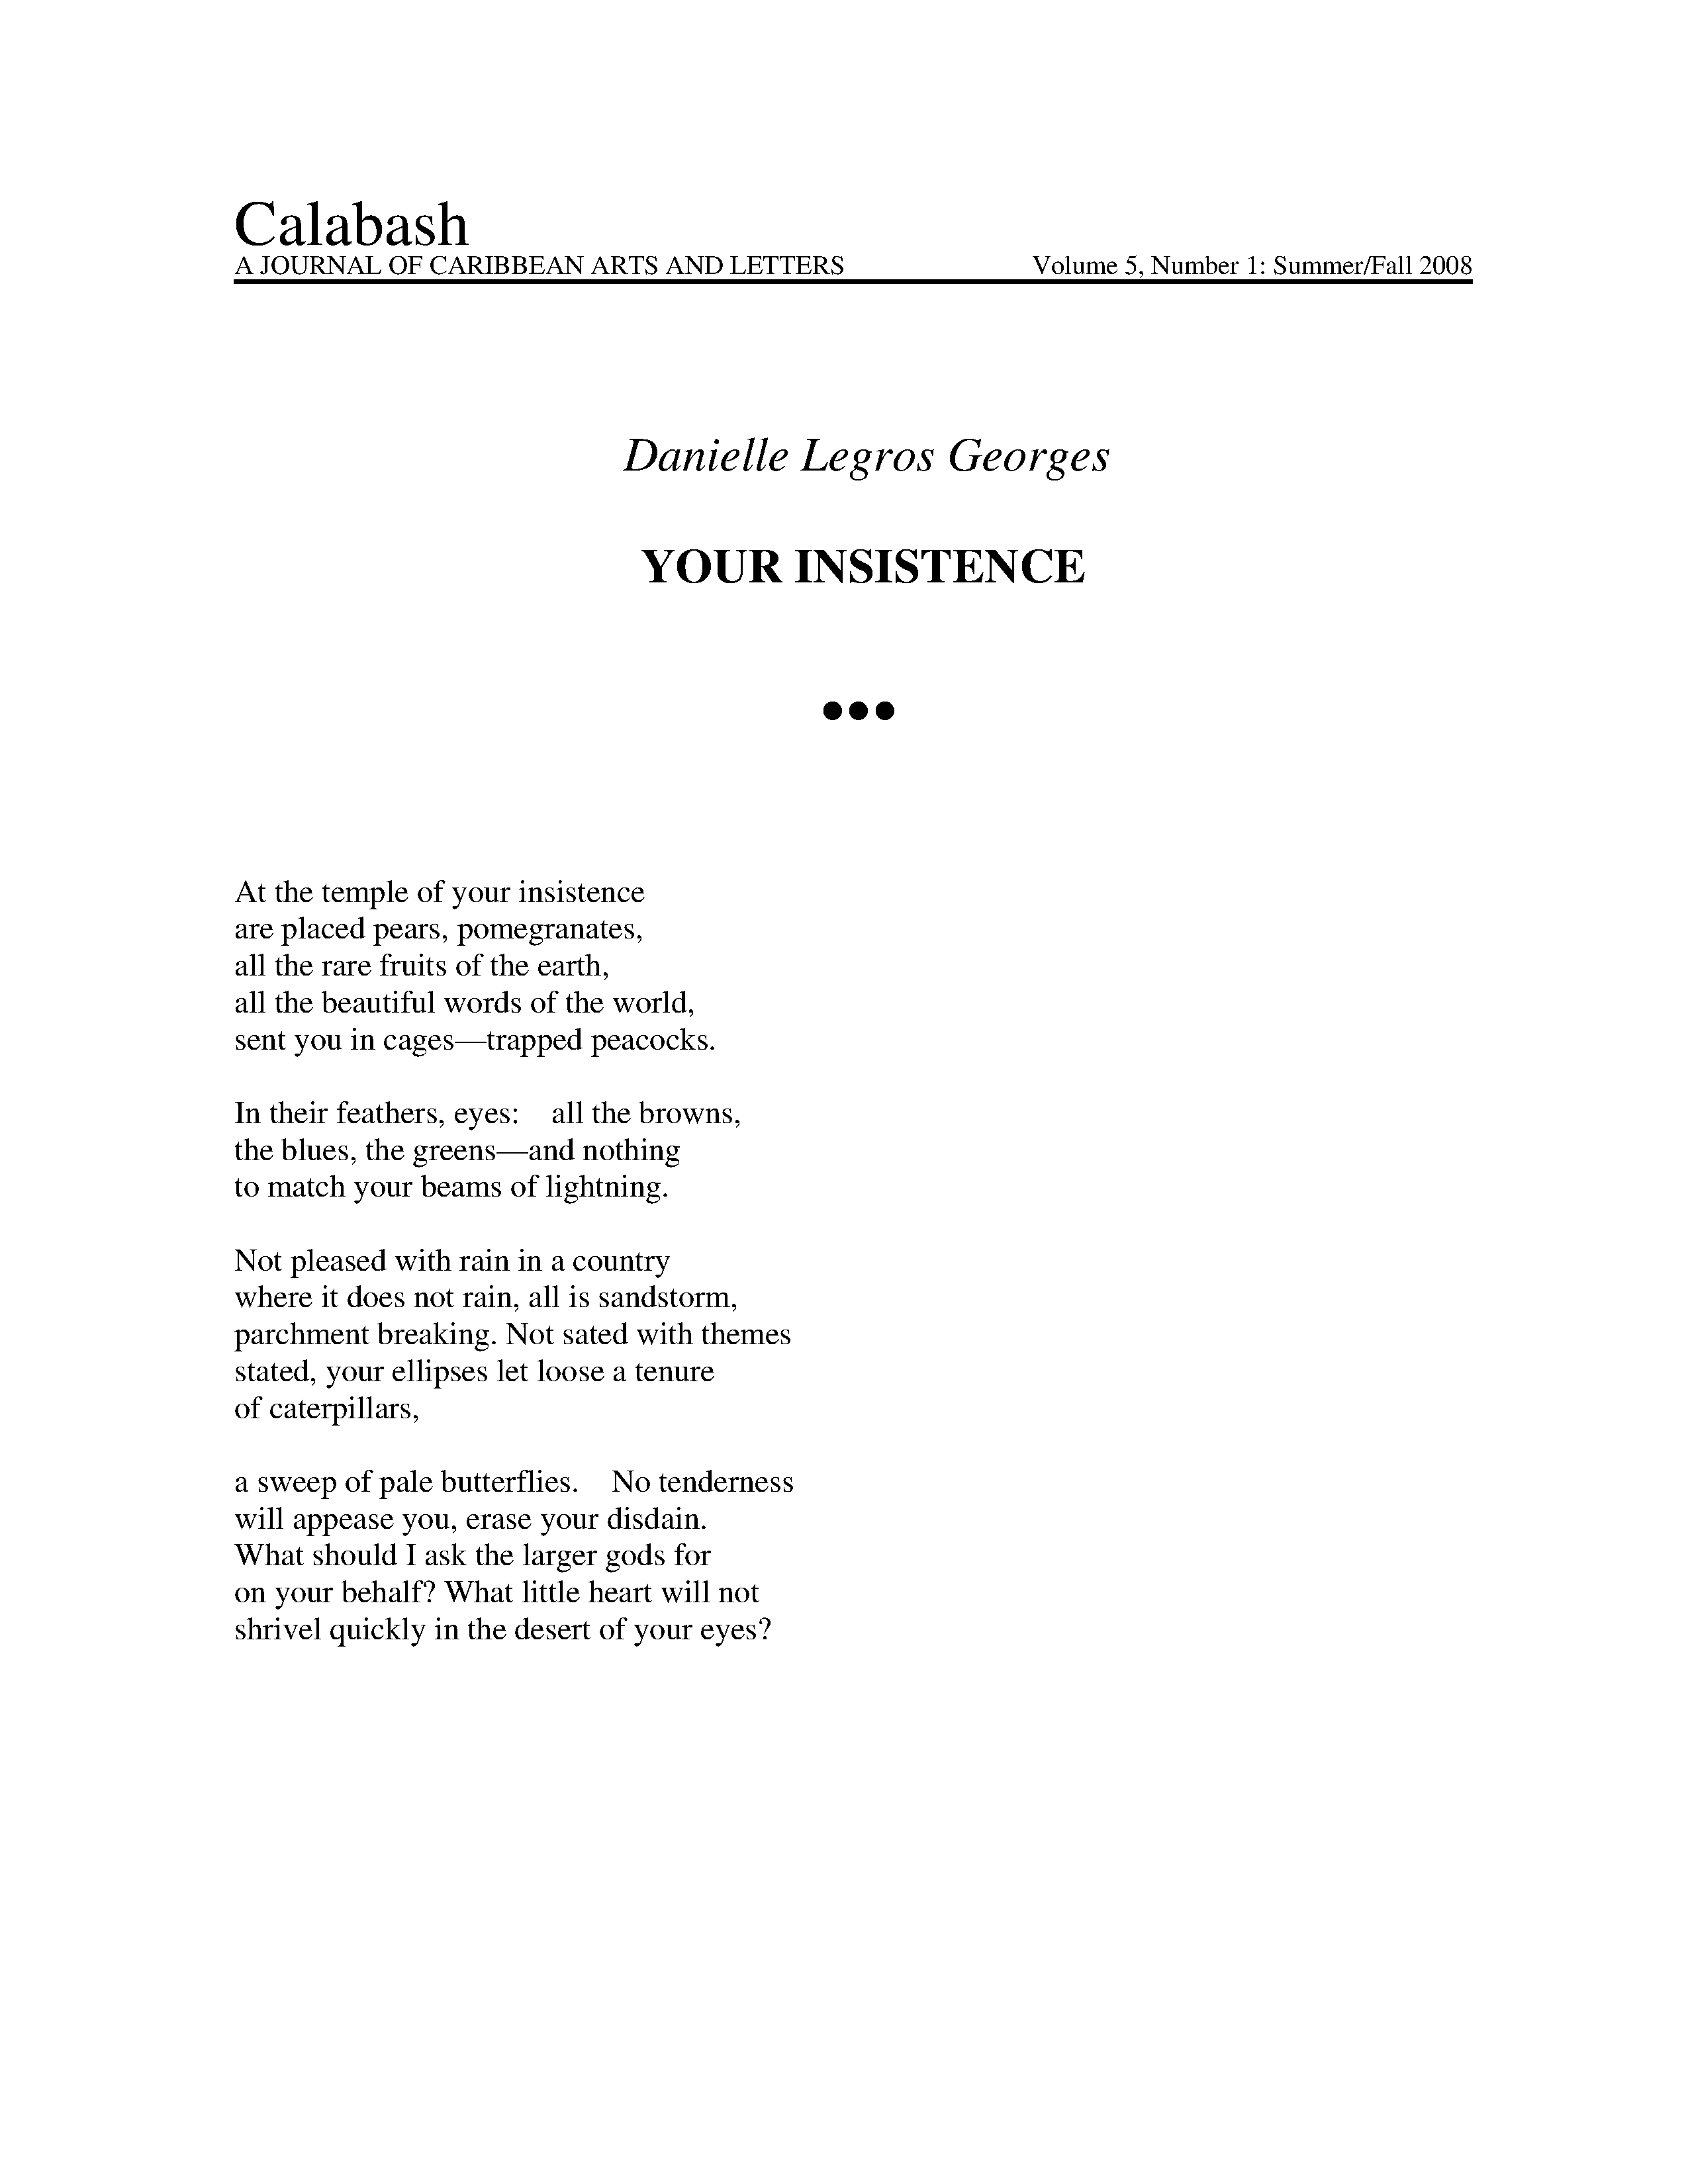 Calabash
A JOURNAL OF CARIBBEAN ARTS AND LETTERS Volume 5, Number 1: Summer/Fall 2008
Danielle Legros Georges
YOUR INSISTENCE
●●●
At the temple of your insistence
are placed pears, pomegranates,
all the rare fruits of the earth,
all the beautiful words of the world,
sent you in cages—trapped peacocks.
In their feathers, eyes:    all the browns,
the blues, the greens—and nothing
to match your beams of lightning.
Not pleased with rain in a country
where it does not rain, all is sandstorm,
parchment breaking. Not sated with themes
stated, your ellipses let loose a tenure
of caterpillars,
a sweep of pale butterflies.    No tenderness
will appease you, erase your disdain.
What should I ask the larger gods for
on your behalf? What little heart will not
shrivel quickly in the desert of your eyes?